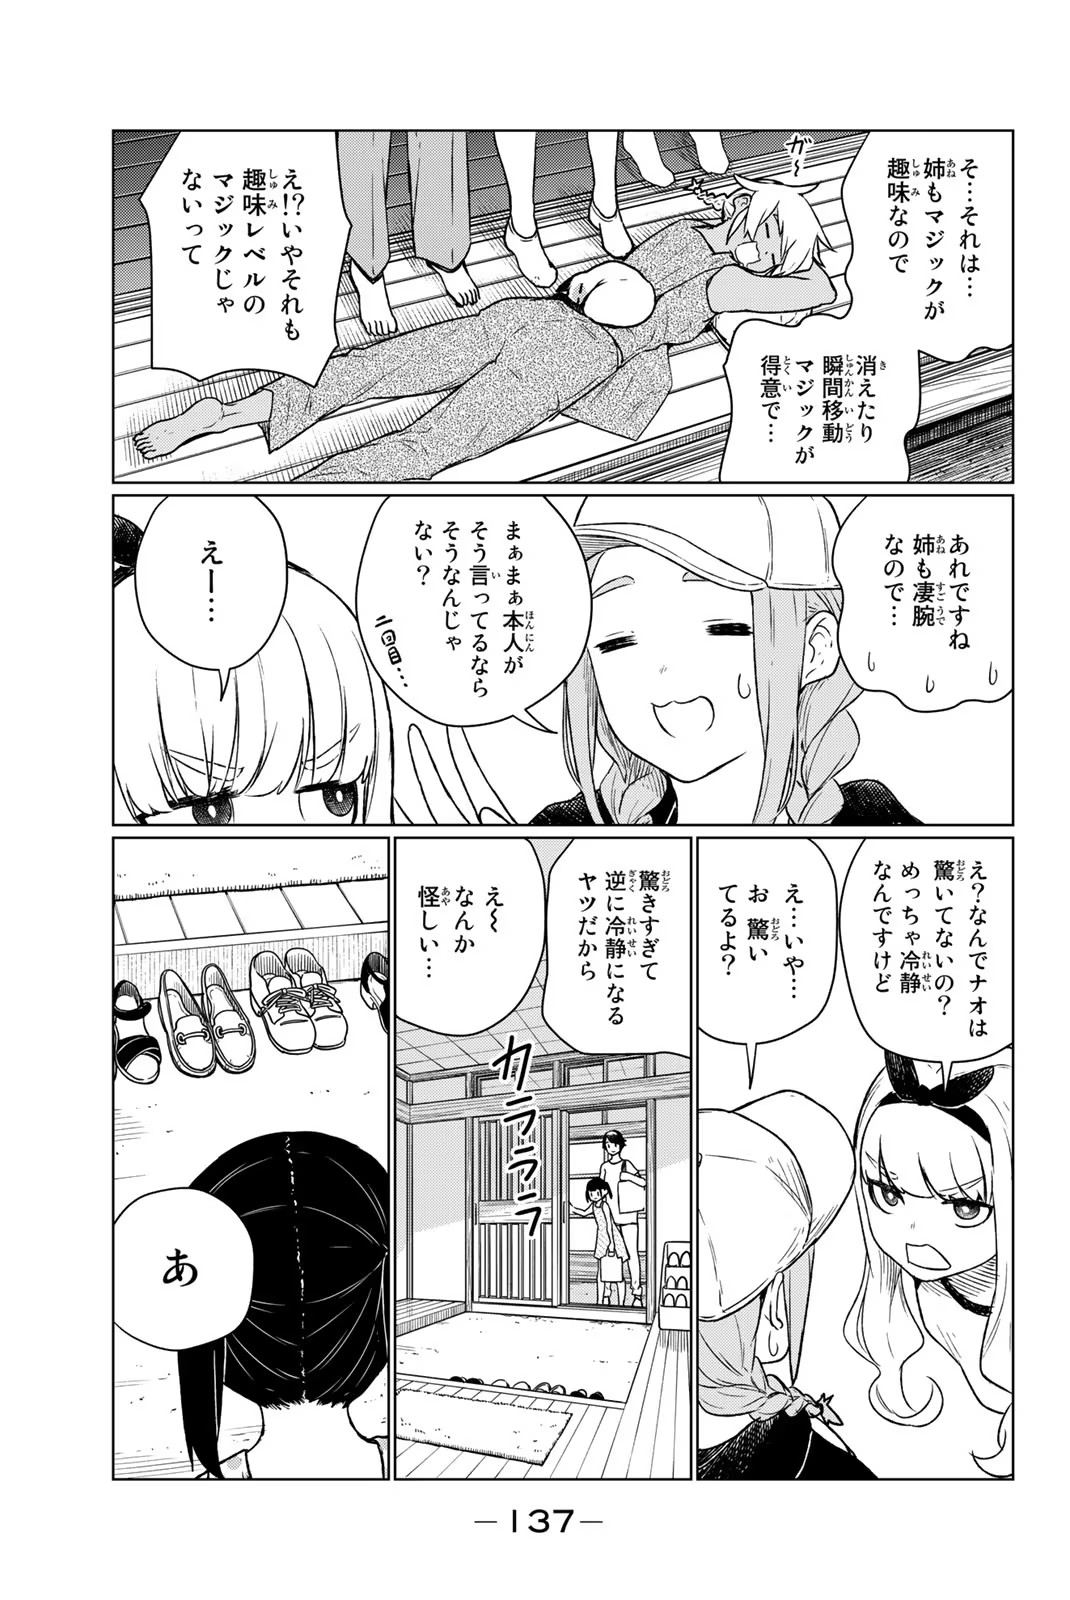 そ…それは…
姉もマジックが
趣味なので
ガ〜
消えたり
瞬間移動
マジックが
得意で…
え!?いやそれも
趣味レベルの
マジックじゃ
ないって
あれですね
姉も凄腕
なので…
まぁまぁ本人が
そう言ってるなら
そうなんじゃ
ない?
二回目…
えー…
え?なんでナオは
驚いてないの?
めっちゃ冷静
なんですけど
え…いや…
お 驚い
てるよ?
驚きすぎて
逆に冷静になる
ヤツだから
え〜
なんか
怪しい…
カラララ
あ
—137—